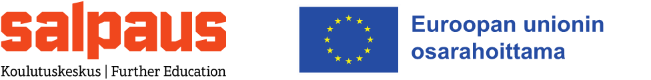 salpaus
Koulutuskeskus | Further Education
Euroopan unionin
osarahoittama